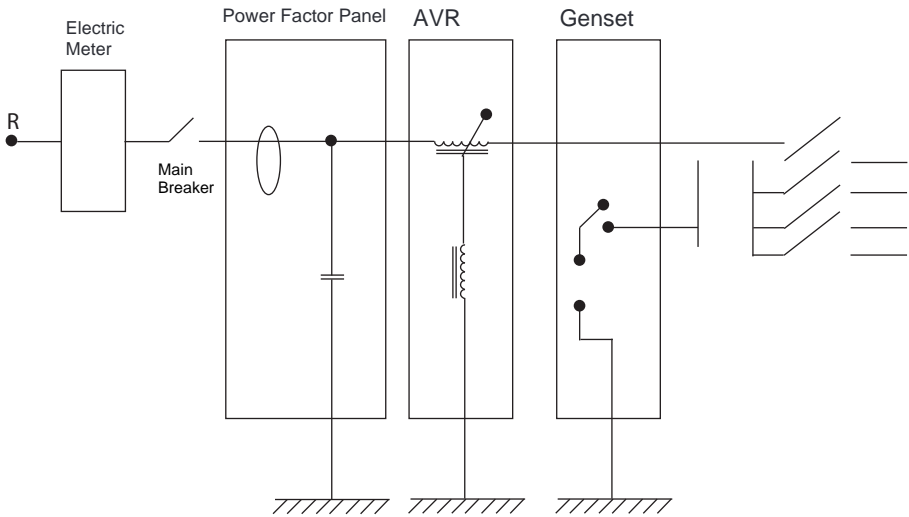 Electric
Meter
Power Factor Panel
AVR
Genset
R
Main
Breaker